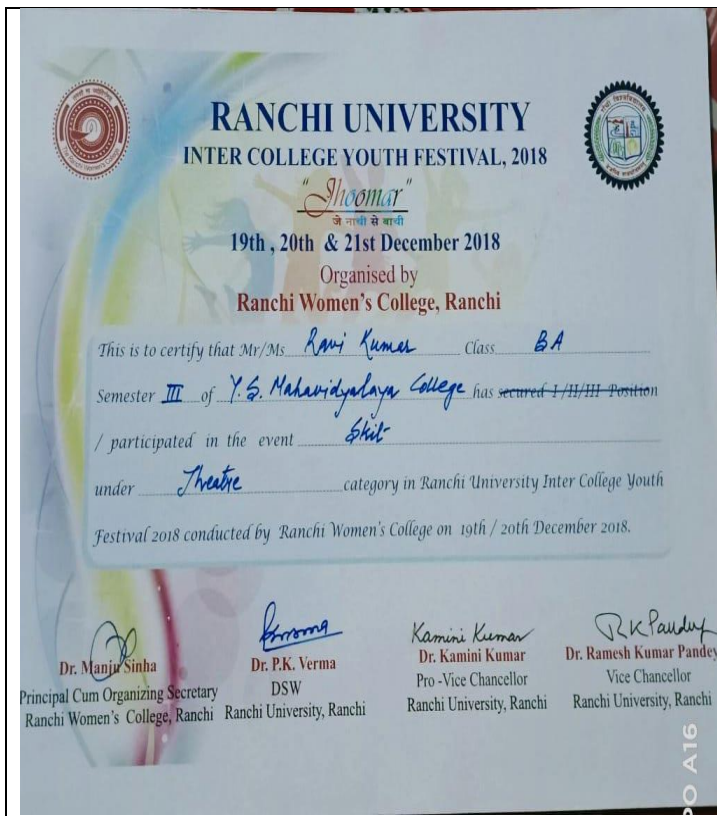 RANCHI UNIVERSITY
INTER COLLEGE YOUTH FESTIVAL, 2018
"Jhoomar"
जे नाची से बाची
19th , 20th & 21st December 2018
Organised by
Ranchi Women's College, Ranchi
This is to certify that Mr/Ms Ravi Kumar Class BA
Semester III of Y.S. Mahavidyalaya College has secured I /II/III Position
/ participated in the event Skit
under Theatre category in Ranchi University Inter College Youth
Festival 2018 conducted by Ranchi Women's College on 19th / 20th December 2018.
Kamini Kumar
RK Pandey
Dr. Manju Sinha
Principal Cum Organizing Secretary
Ranchi Women's College, Ranchi
Dr. P.K. Verma
DSW
Ranchi University, Ranchi
Dr. Kamini Kumar
Pro -Vice Chancellor
Ranchi University, Ranchi
Dr. Ramesh Kumar Pandey
Vice Chancellor
Ranchi University, Ranchi
PO A16